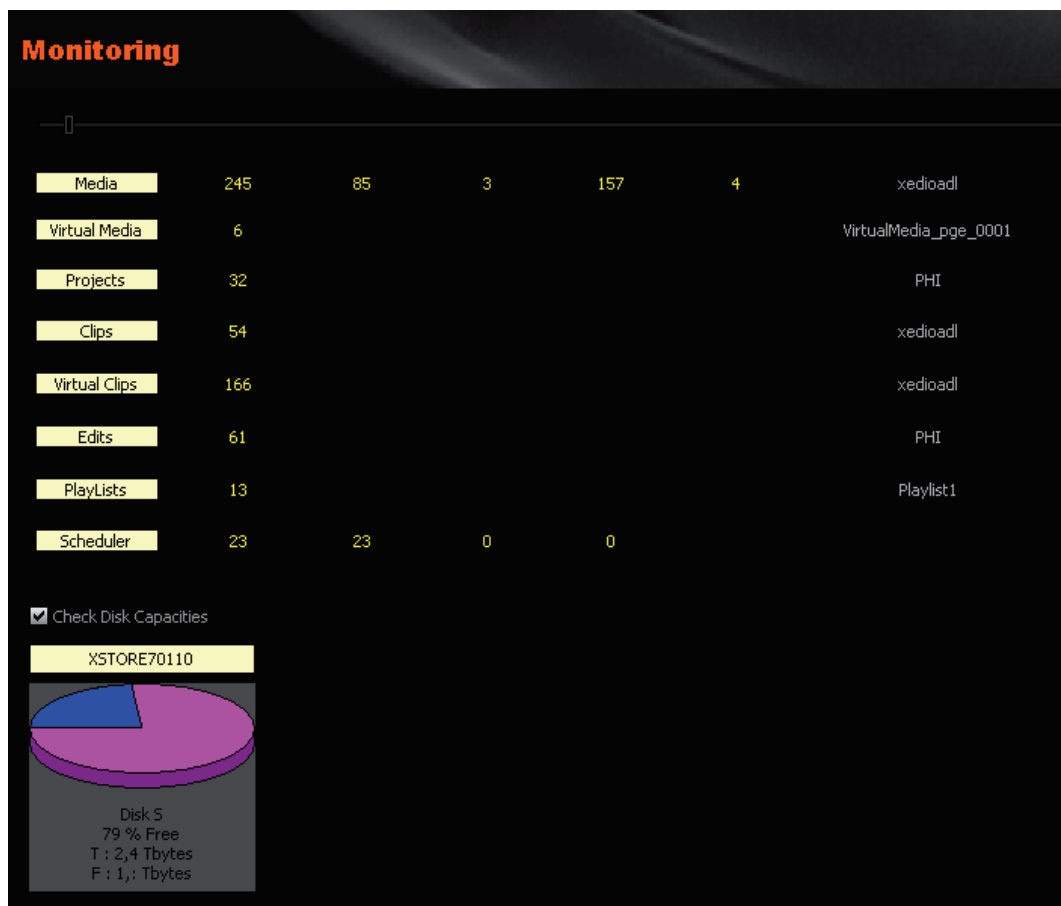 Monitoring
Media 245 85 3 157 4 xedioadl
Virtual Media 6 VirtualMedia_pge_0001
Projects 32 PHI
Clips 54 xedioadl
Virtual Clips 166 xedioadl
Edits 61 PHI
PlayLists 13 Playlist1
Scheduler 23 23 0 0
Check Disk Capacities
XSTORE70110
Disk S
79 % Free
T : 2,4 Tbytes
F : 1,: Tbytes